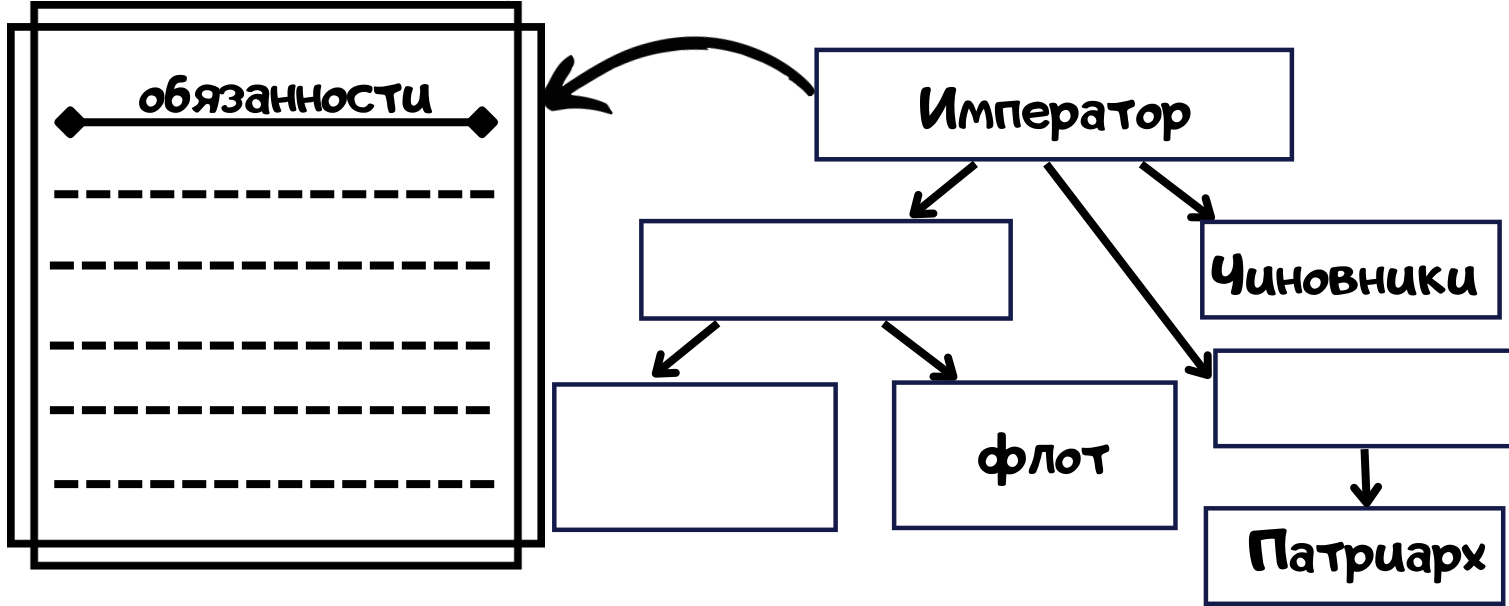 обязанности
Император
Чиновники
флот
Патриарх